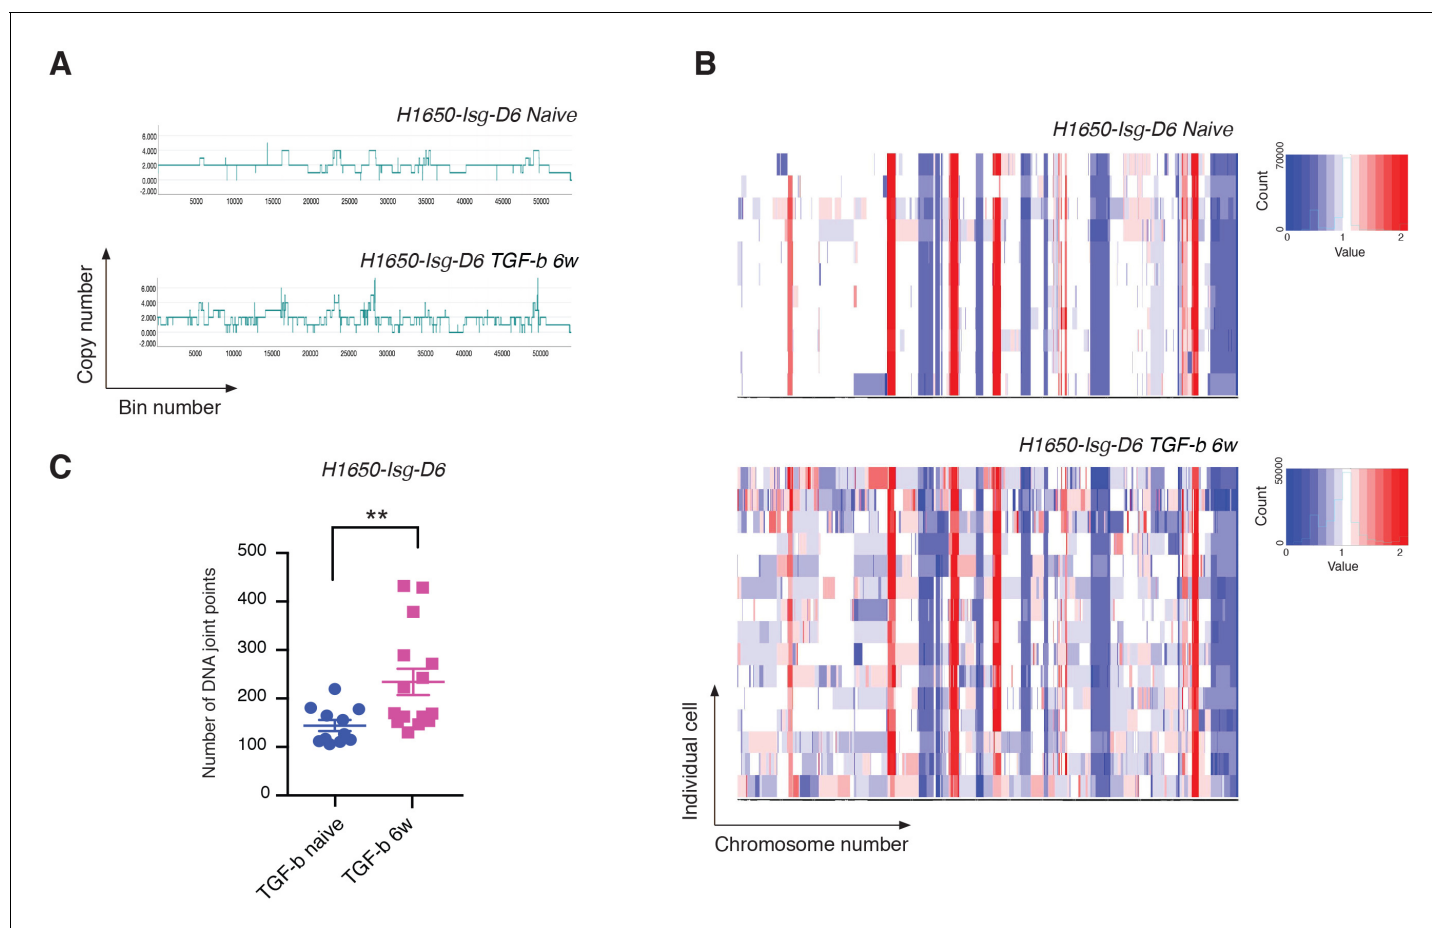 A
H1650-Isg-D6 Naive
6.000
4.000
2.000
0.000
-2.000
5000 10000 15000 20000 25000 30000 35000 40000 45000 50000
H1650-Isg-D6 TGF-b 6w
6.000
4.000
2.000
0.000
-2.000
5000 10000 15000 20000 25000 30000 35000 40000 45000 50000
Copy number
Bin number
B
H1650-Isg-D6 Naive
Count
0 70000
0 1 2
Value
H1650-Isg-D6 TGF-b 6w
Count
0 50000
0 1 2
Value
Individual cell
Chromosome number
C
H1650-Isg-D6
**
Number of DNA joint points
500
400
300
200
100
0
TGF-b naive
TGF-b 6w